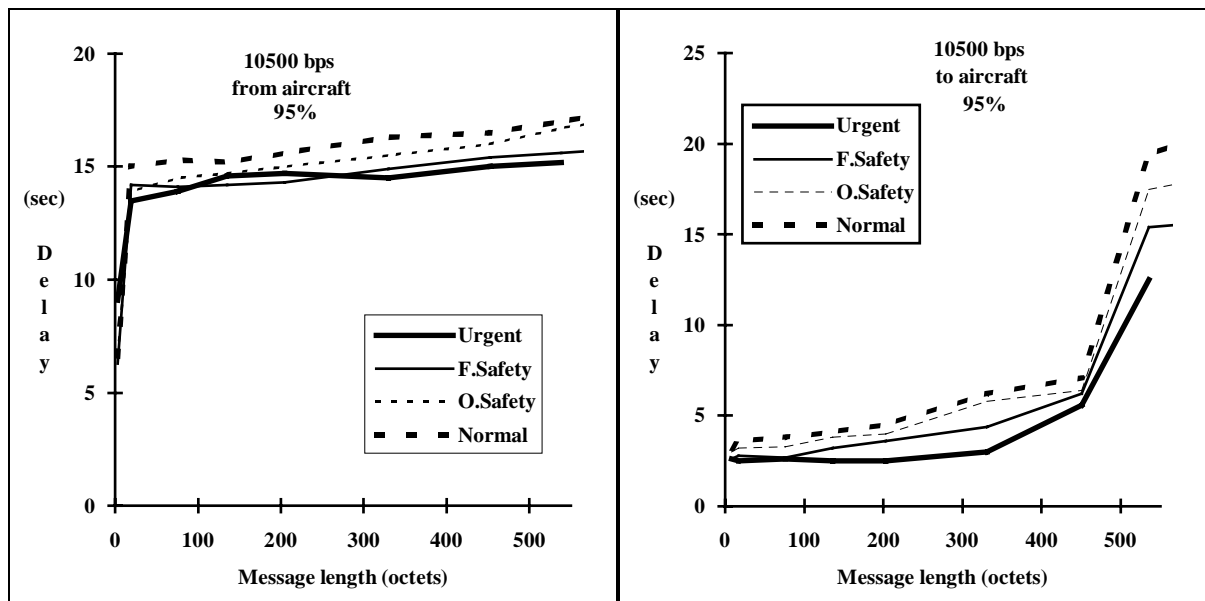 10500 bps
from aircraft
95%
20
15
(sec)
D
e
l
a
y
10
5
0
Urgent
F.Safety
O.Safety
Normal
0 100 200 300 400 500
Message length (octets)
10500 bps
to aircraft
95%
25
20
(sec)
D
e
l
a
y
15
10
5
0
Urgent
F.Safety
O.Safety
Normal
0 100 200 300 400 500
Message length (octets)